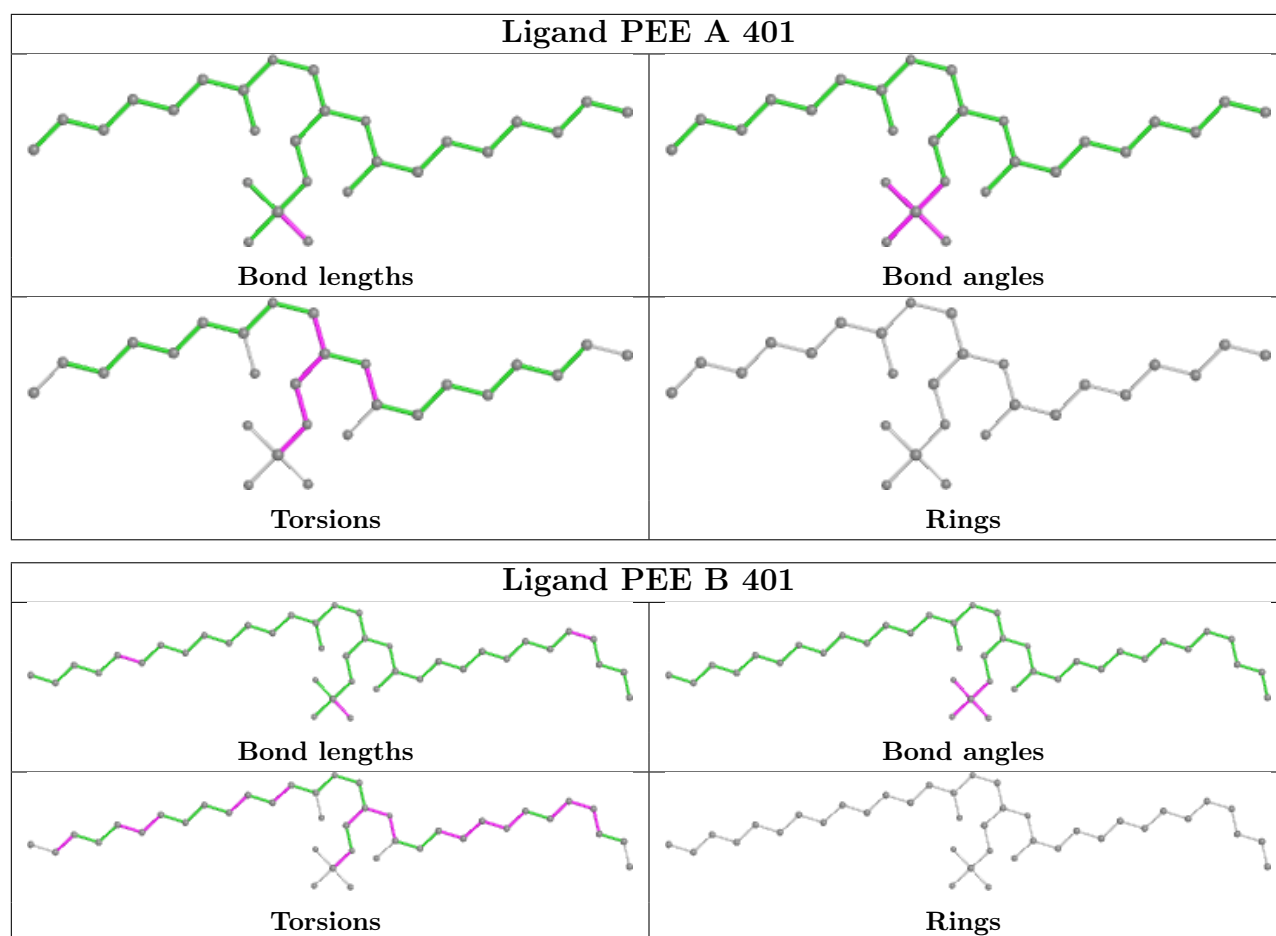 Ligand PEE A 401
Bond lengths
Bond angles
Torsions
Rings
Ligand PEE B 401
Bond lengths
Bond angles
Torsions
Rings